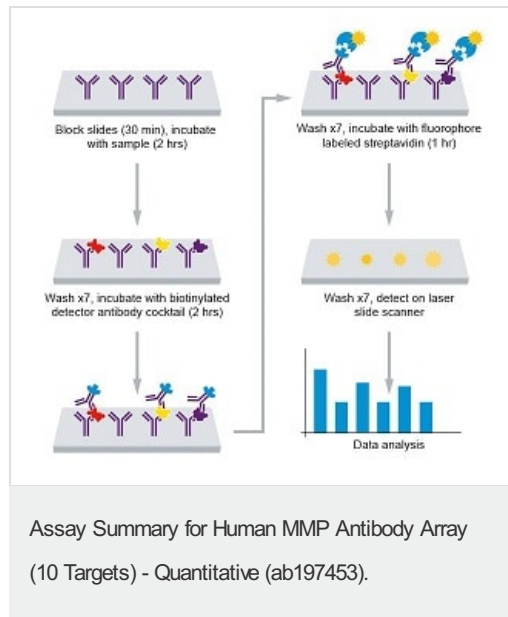 Block slides (30 min), incubate
with sample (2 hrs)
Wash x7, incubate with biotinylated
detector antibody cocktail (2 hrs)
Wash x7, incubate with fluorophore
labeled streptavidin (1 hr)
Wash x7, detect on laser
slide scanner
Data analysis
Assay Summary for Human MMP Antibody Array
(10 Targets) - Quantitative (ab197453).